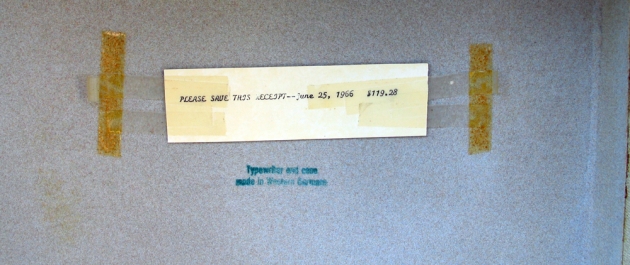 PLEASE SAVE THIS RECEIPT--june 25, 1966 $119.28
Typewriter and case
made in Western Germany